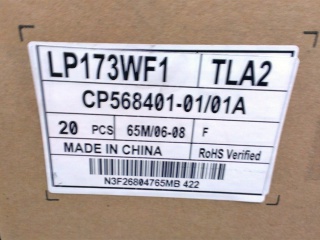 LP173WF1 TLA2
CP568401-01/01A
20 PCS 65M/06-08 F
MADE IN CHINA RoHS Verified
N3F26804765MB 422